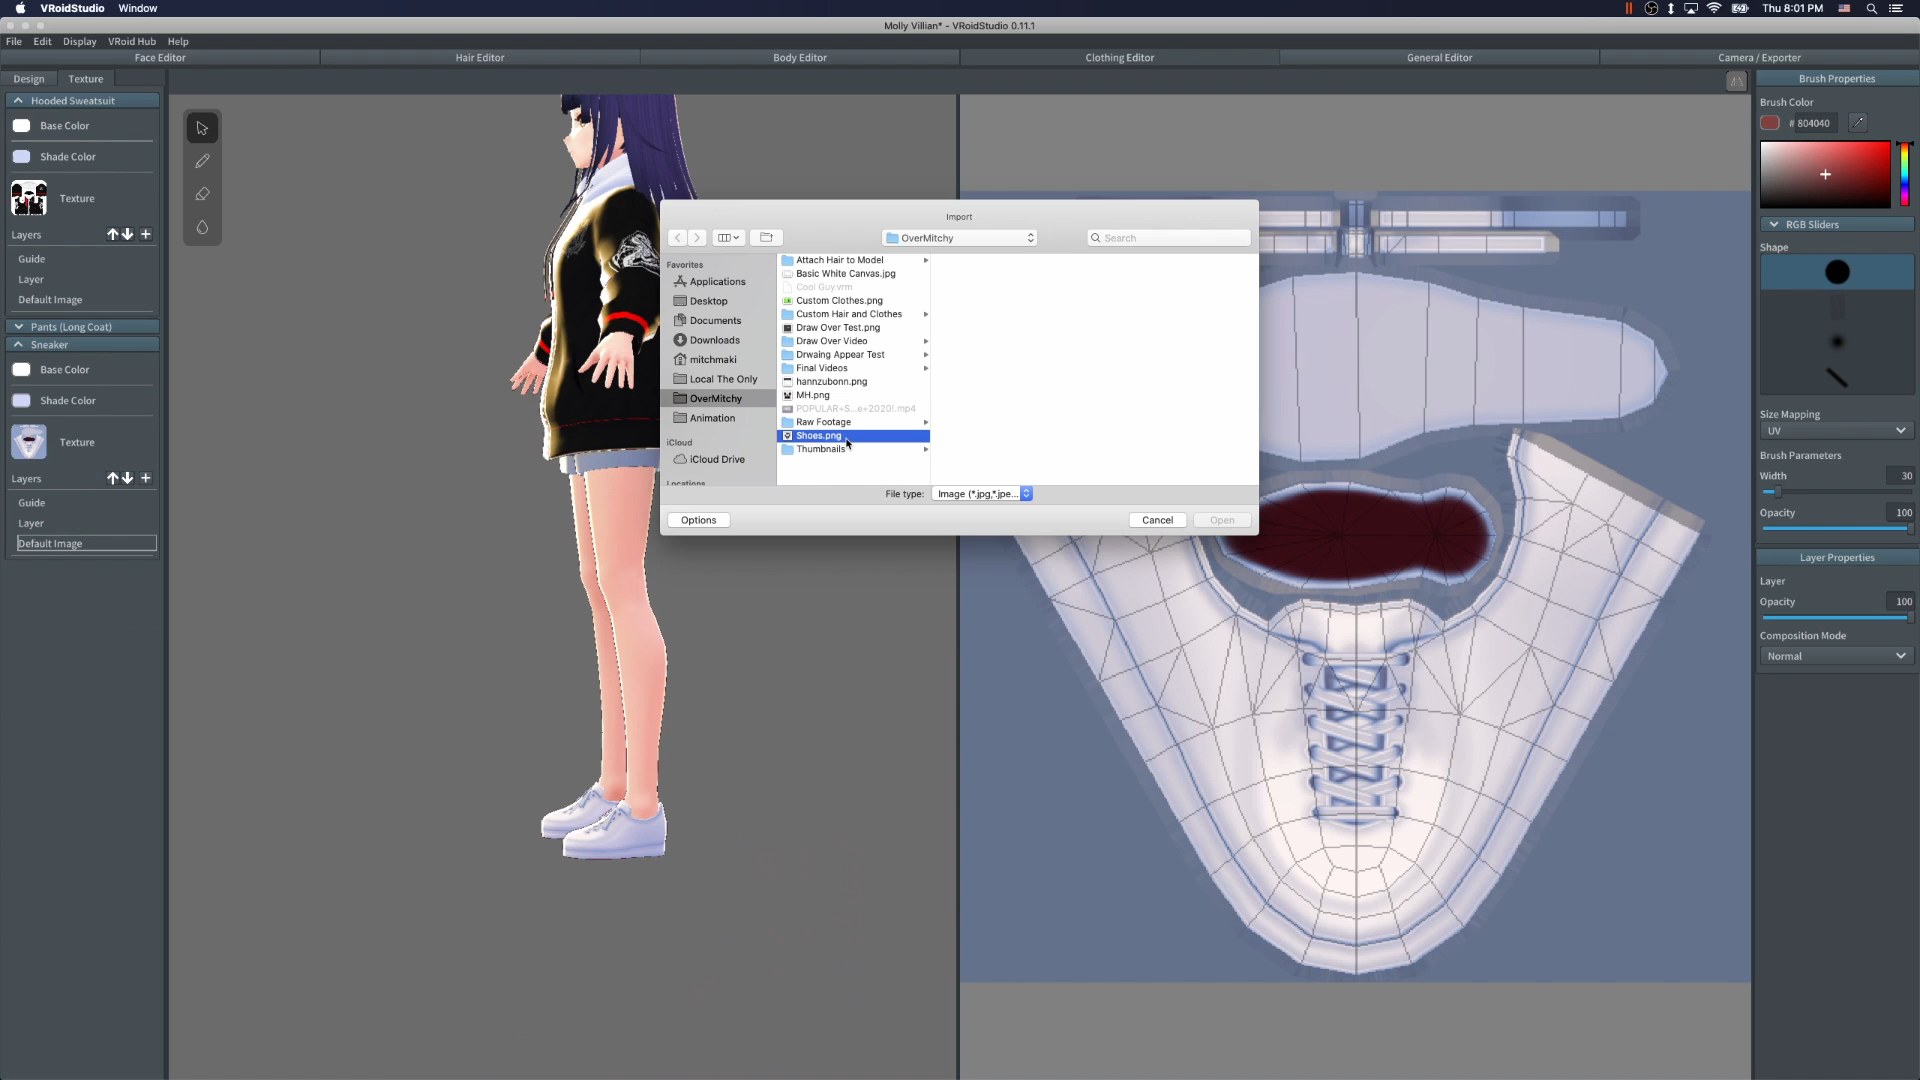 VRoidStudio Window
Thu 8:01 PM
Molly Villian* - VRoidStudio 0.11.1
File Edit Display VRoid Hub Help
Face Editor Hair Editor Body Editor Clothing Editor General Editor Camera / Exporter
Design Texture
Hooded Sweatsuit
Base Color
Shade Color
Texture
Layers
Guide
Layer
Default Image
Pants (Long Coat)
Sneaker
Base Color
Shade Color
Texture
Layers
Guide
Layer
Default Image
Import
OverMitchy
Search
Favorites
Applications
Desktop
Documents
Downloads
mitchmaki
Local The Only
OverMitchy
Animation
iCloud
iCloud Drive
Locations
Attach Hair to Model
Basic White Canvas.jpg
Cool Guy.vrm
Custom Clothes.png
Custom Hair and Clothes
Draw Over Test.png
Draw Over Video
Drwaing Appear Test
Final Videos
hannzubonn.png
MH.png
POPULAR+S...e+2020!.mp4
Raw Footage
Shoes.png
Thumbnails
File type: Image (*.jpg,*.jpe...
Options Cancel Open
Brush Properties
Brush Color
# 804040
RGB Sliders
Shape
Size Mapping
UV
Brush Parameters
Width 30
Opacity 100
Layer Properties
Layer
Opacity 100
Composition Mode
Normal